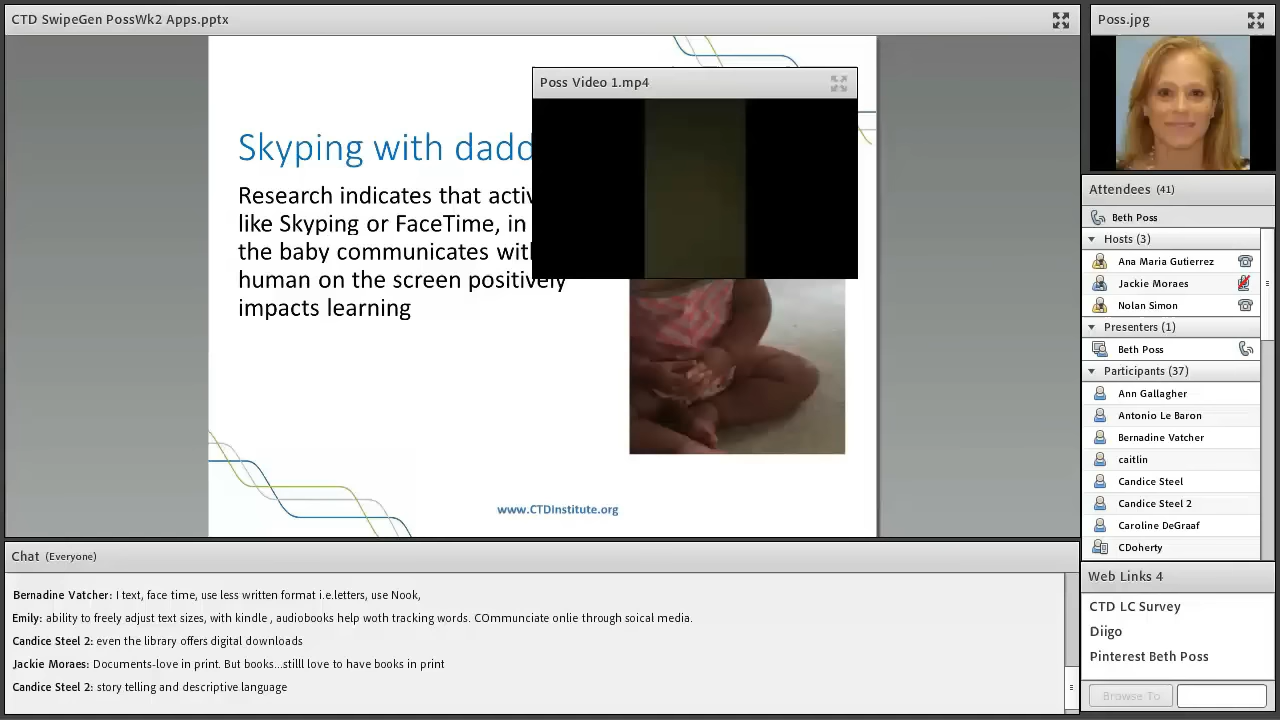 CTD SwipeGen PossWk2 Apps.pptx
Poss.jpg
Poss Video 1.mp4
Skyping with dadd
Research indicates that activ
like Skyping or FaceTime, in
the baby communicates wit
human on the screen positively
impacts learning
www.CTDInstitute.org
Attendees (41)
Beth Poss
Hosts (3)
Ana Maria Gutierrez
Jackie Moraes
Nolan Simon
Presenters (1)
Beth Poss
Participants (37)
Ann Gallagher
Antonio Le Baron
Bernadine Vatcher
caitlin
Candice Steel
Candice Steel 2
Caroline DeGraaf
CDoherty
Chat (Everyone)
Bernadine Vatcher: I text, face time, use less written format i.e.letters, use Nook,
Emily: ability to freely adjust text sizes, with kindle , audiobooks help woth tracking words. COmmunciate onlie through soical media.
Candice Steel 2: even the library offers digital downloads
Jackie Moraes: Documents-love in print. But books...stilll love to have books in print
Candice Steel 2: story telling and descriptive language
Web Links 4
CTD LC Survey
Diigo
Pinterest Beth Poss
Browse To